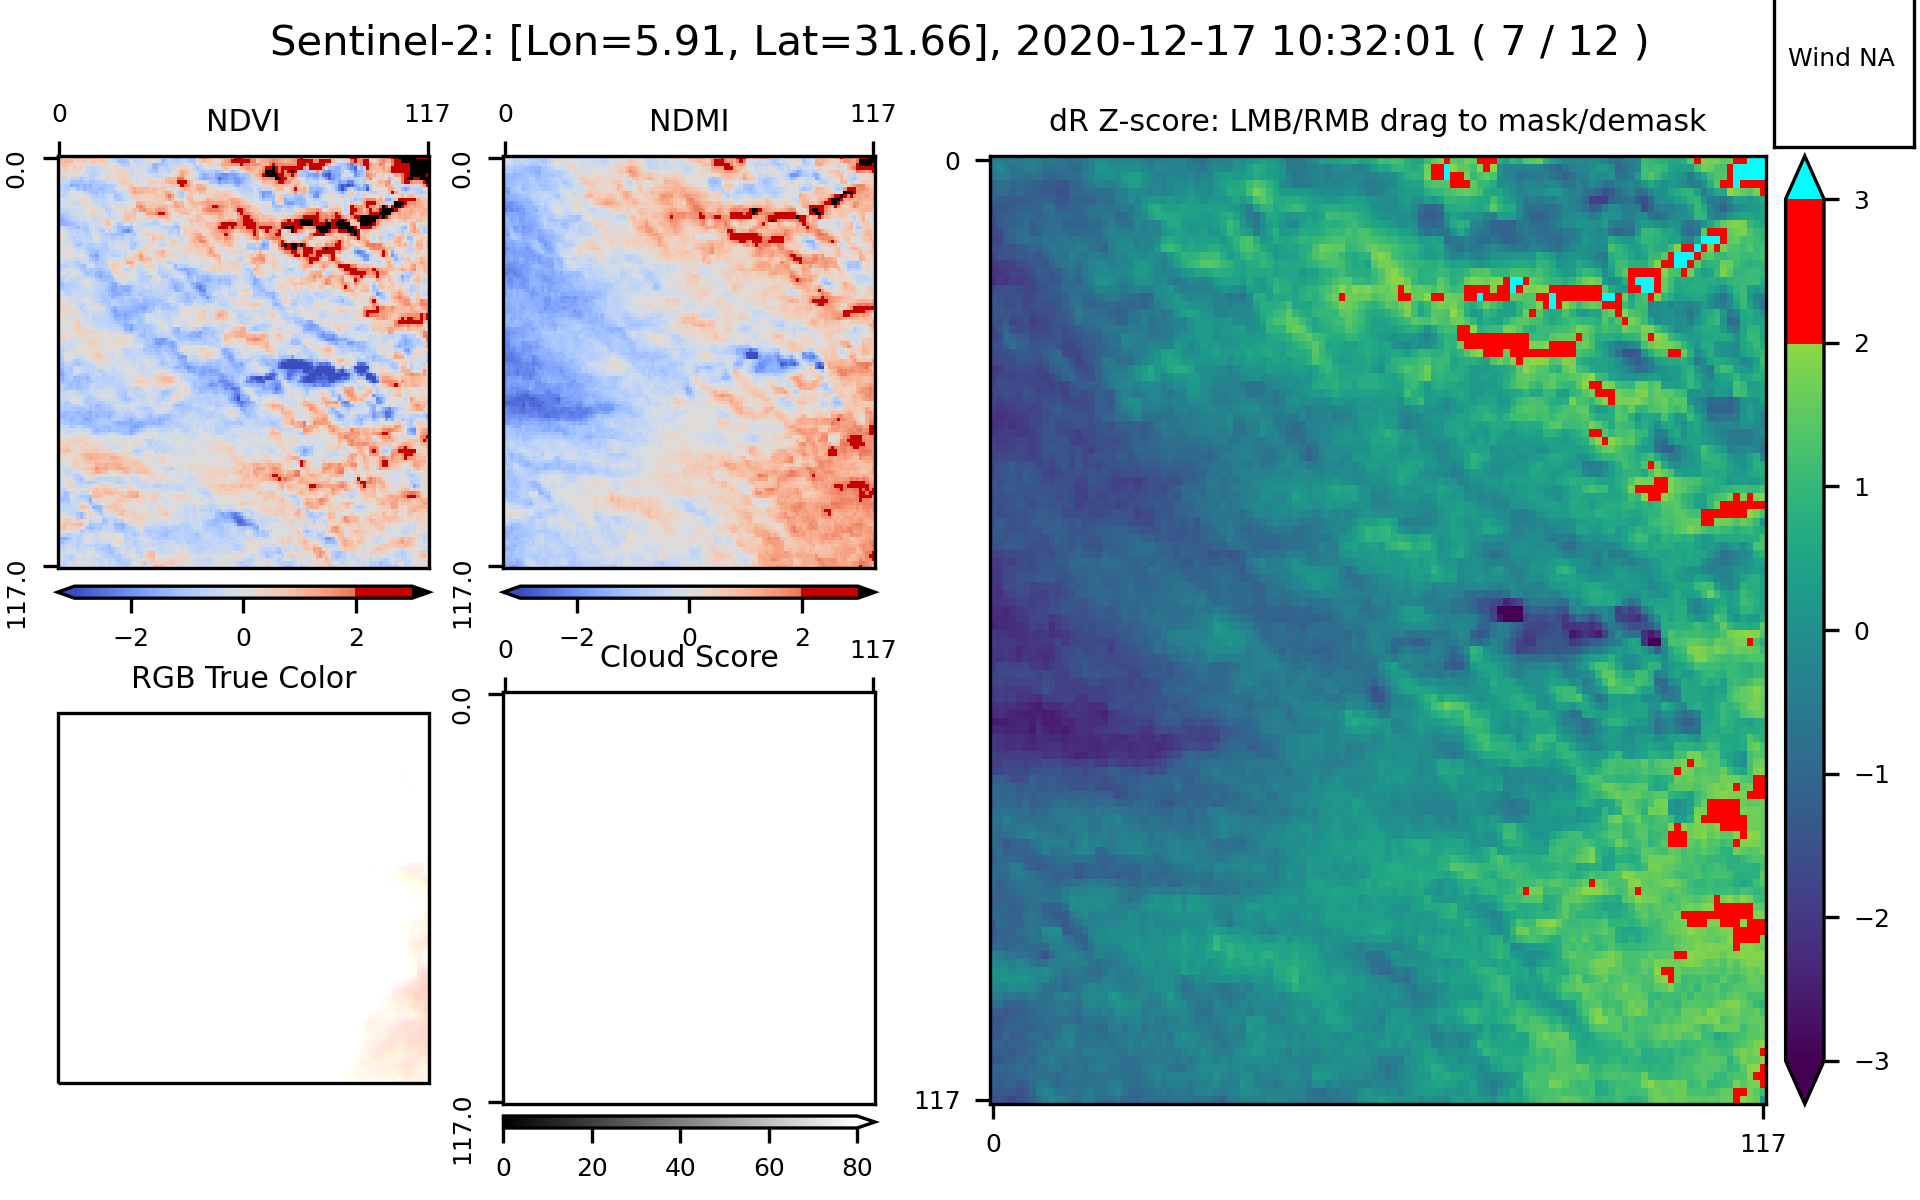 Sentinel-2: [Lon=5.91, Lat=31.66], 2020-12-17 10:32:01 ( 7 / 12 )
Wind NA
0 NDVI 117
0.0
117.0
−2 0 2
0 NDMI 117
0.0
117.0
−2 0 2
dR Z-score: LMB/RMB drag to mask/demask
0
117
0 117
3
2
1
0
−1
−2
−3
RGB True Color
0 Cloud Score 117
0.0
117.0
0 20 40 60 80